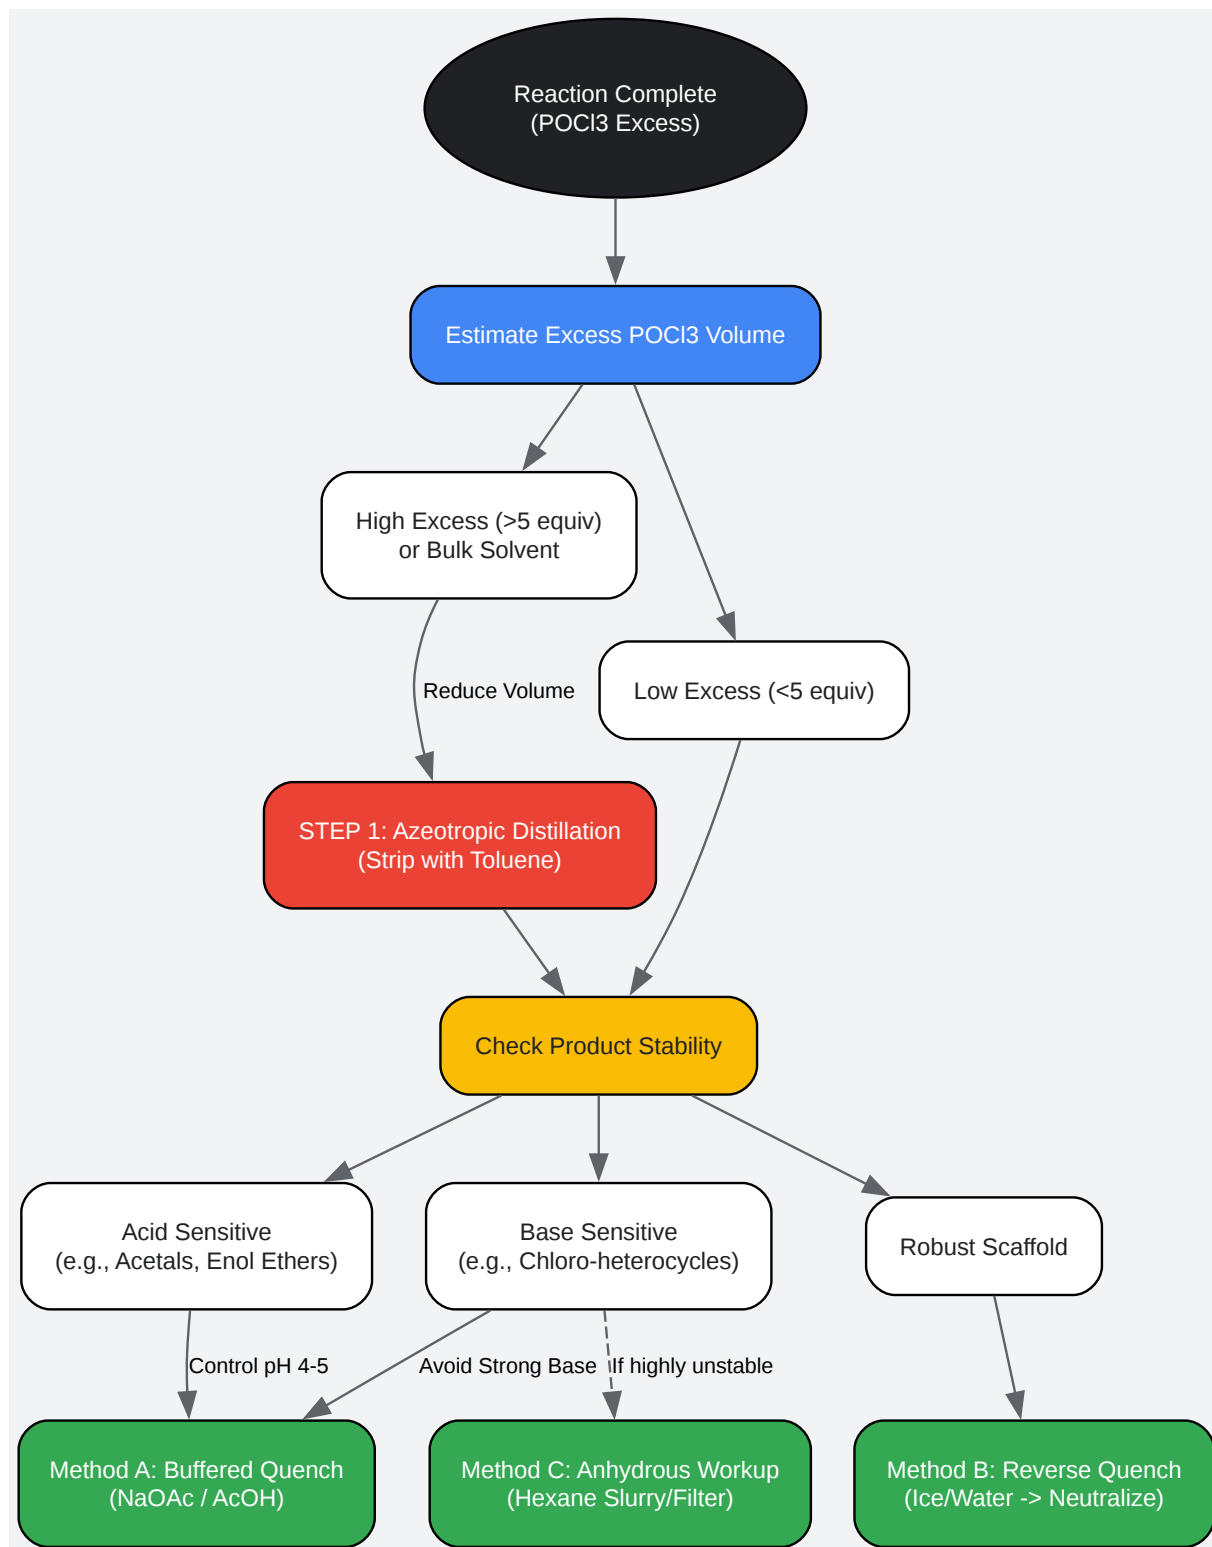 Reaction Complete
(POCl3 Excess)
Estimate Excess POCl3 Volume
High Excess (>5 equiv)
or Bulk Solvent
Reduce Volume
Low Excess (<5 equiv)
STEP 1: Azeotropic Distillation
(Strip with Toluene)
Check Product Stability
Acid Sensitive
(e.g., Acetals, Enol Ethers)
Base Sensitive
(e.g., Chloro-heterocycles)
Robust Scaffold
Control pH 4-5
Avoid Strong Base
If highly unstable
Method A: Buffered Quench
(NaOAc / AcOH)
Method C: Anhydrous Workup
(Hexane Slurry/Filter)
Method B: Reverse Quench
(Ice/Water -> Neutralize)